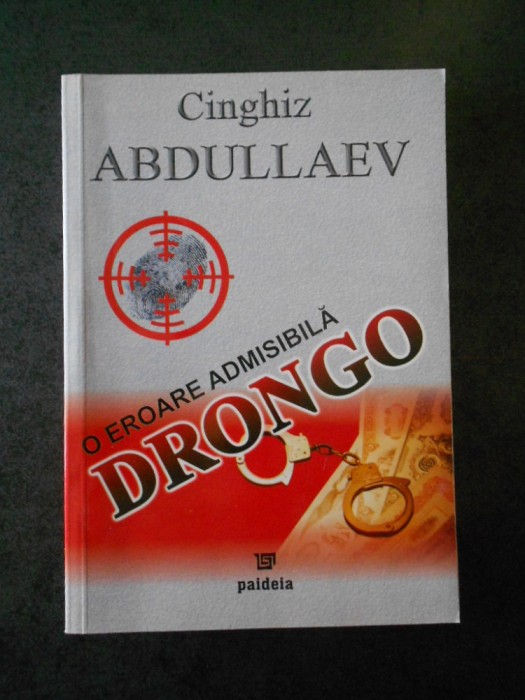 Cinghiz
ABDULLAEV
O EROARE ADMISIBILĂ
DRONGO
paideia